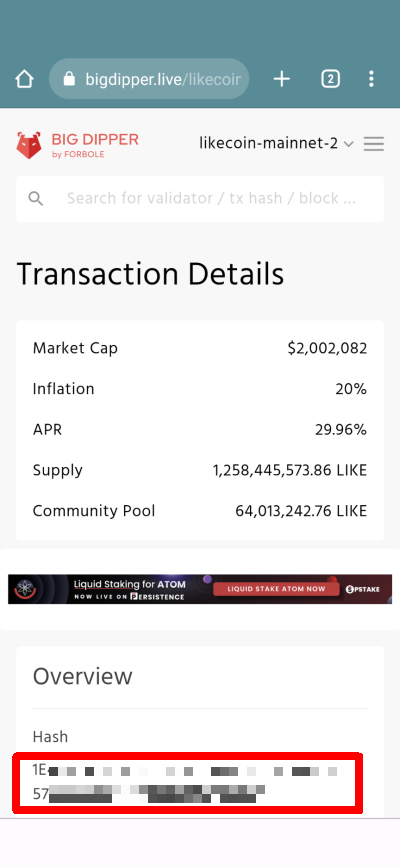 bigdipper.live/likecoir
2
BIG DIPPER
by FORBOLE
likecoin-mainnet-2
Search for validator / tx hash / block ...
Transaction Details
Market Cap $2,002,082
Inflation 20%
APR 29.96%
Supply 1,258,445,573.86 LIKE
Community Pool 64,013,242.76 LIKE
Liquid Staking for ATOM
NOW LIVE ON PERSISTENCE
LIQUID STAKE ATOM NOW
PSTAKE
Overview
Hash
1E
57